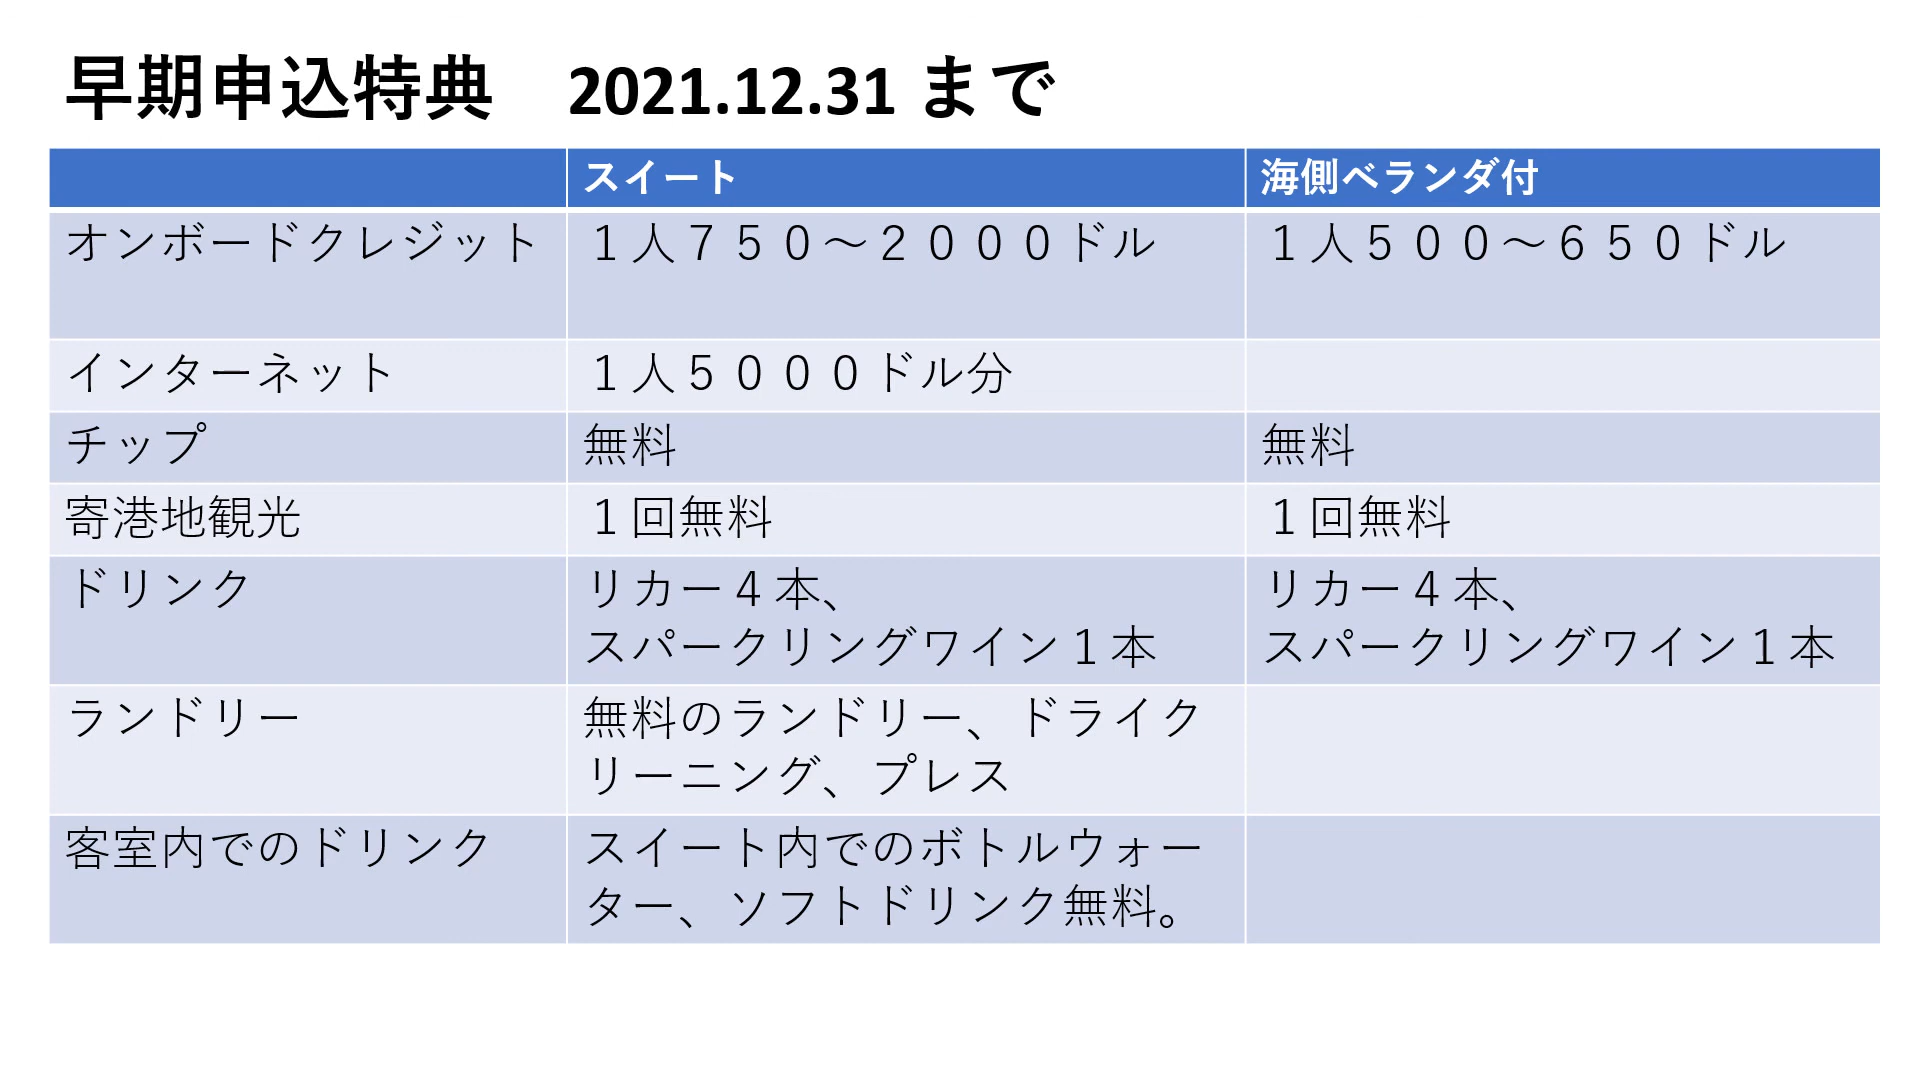 早期申込特典　2021.12.31 まで
スイート
海側ベランダ付
オンボードクレジット
１人７５０～２０００ドル
１人５００～６５０ドル
インターネット
１人５０００ドル分
チップ
無料
無料
寄港地観光
１回無料
１回無料
ドリンク
リカー４本、
スパークリングワイン１本
リカー４本、
スパークリングワイン１本
ランドリー
無料のランドリー、ドライク
リーニング、プレス
客室内でのドリンク
スイート内でのボトルウォー
ター、ソフトドリンク無料。